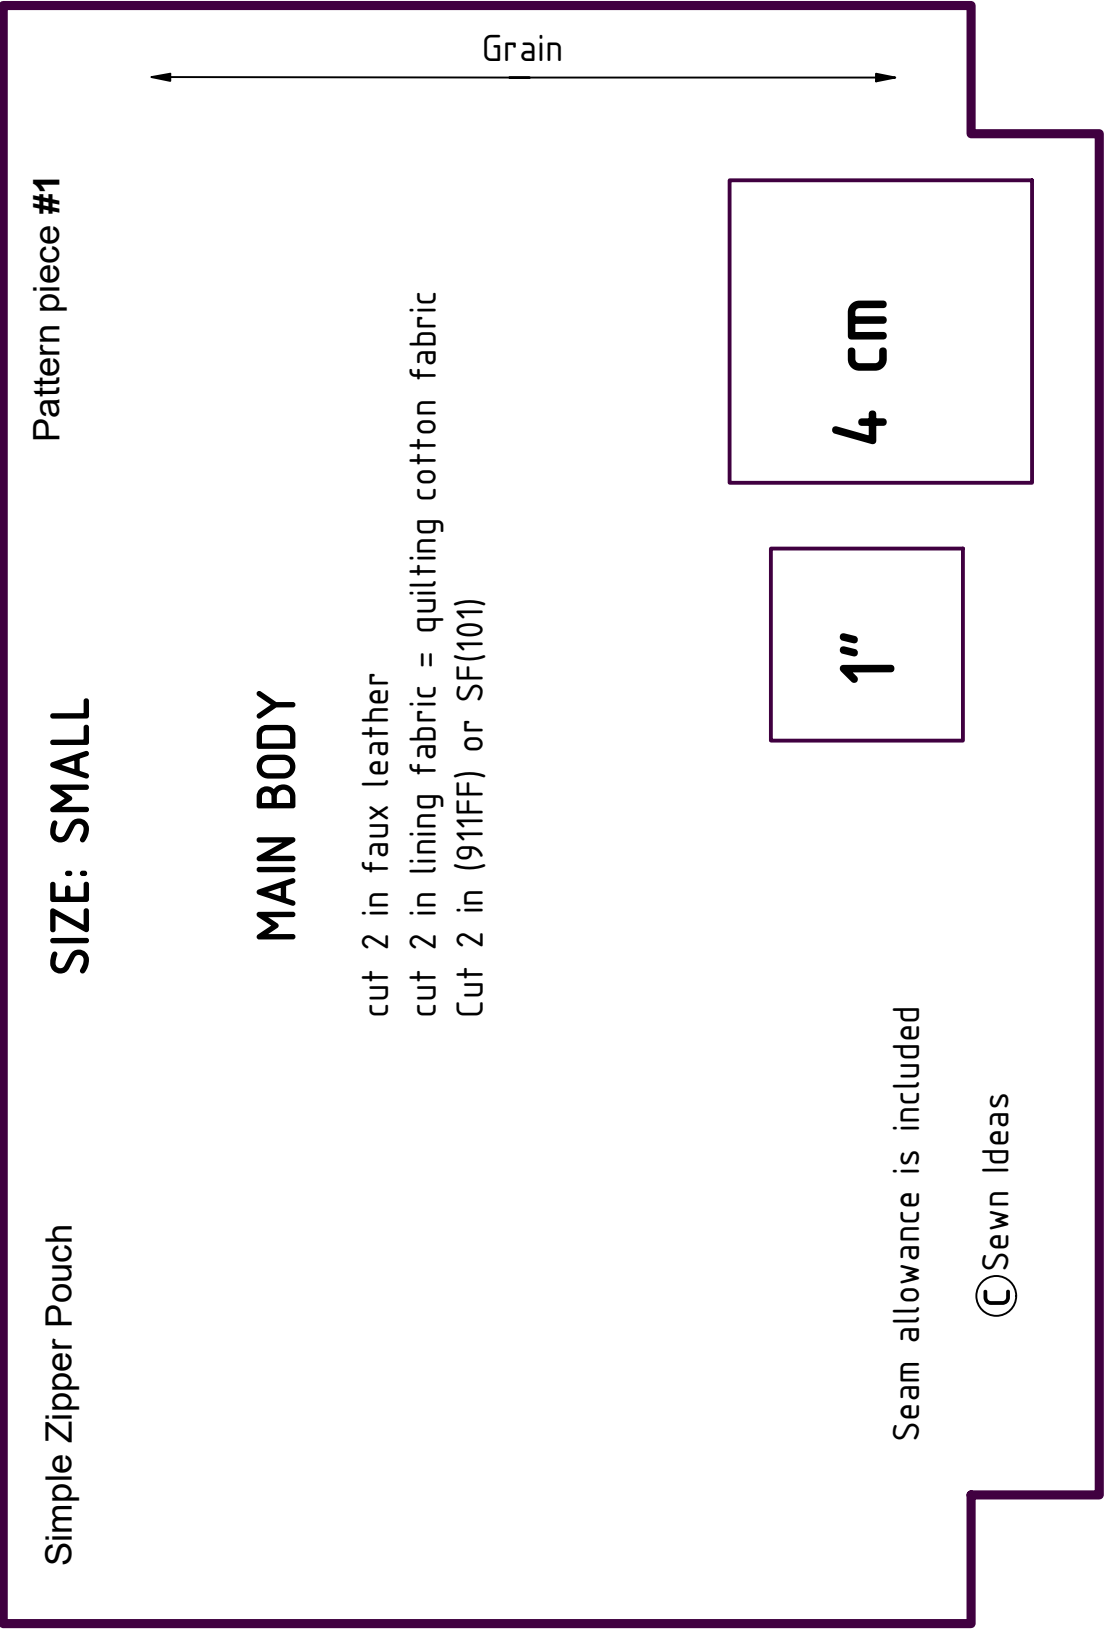 Grain
Simple Zipper Pouch
Pattern piece #1
SIZE: SMALL
MAIN BODY
cut 2 in faux leather
cut 2 in lining fabric = quilting cotton fabric
Cut 2 in (911FF) or SF(101)
1"
4 cm
Seam allowance is included
©Sewn Ideas